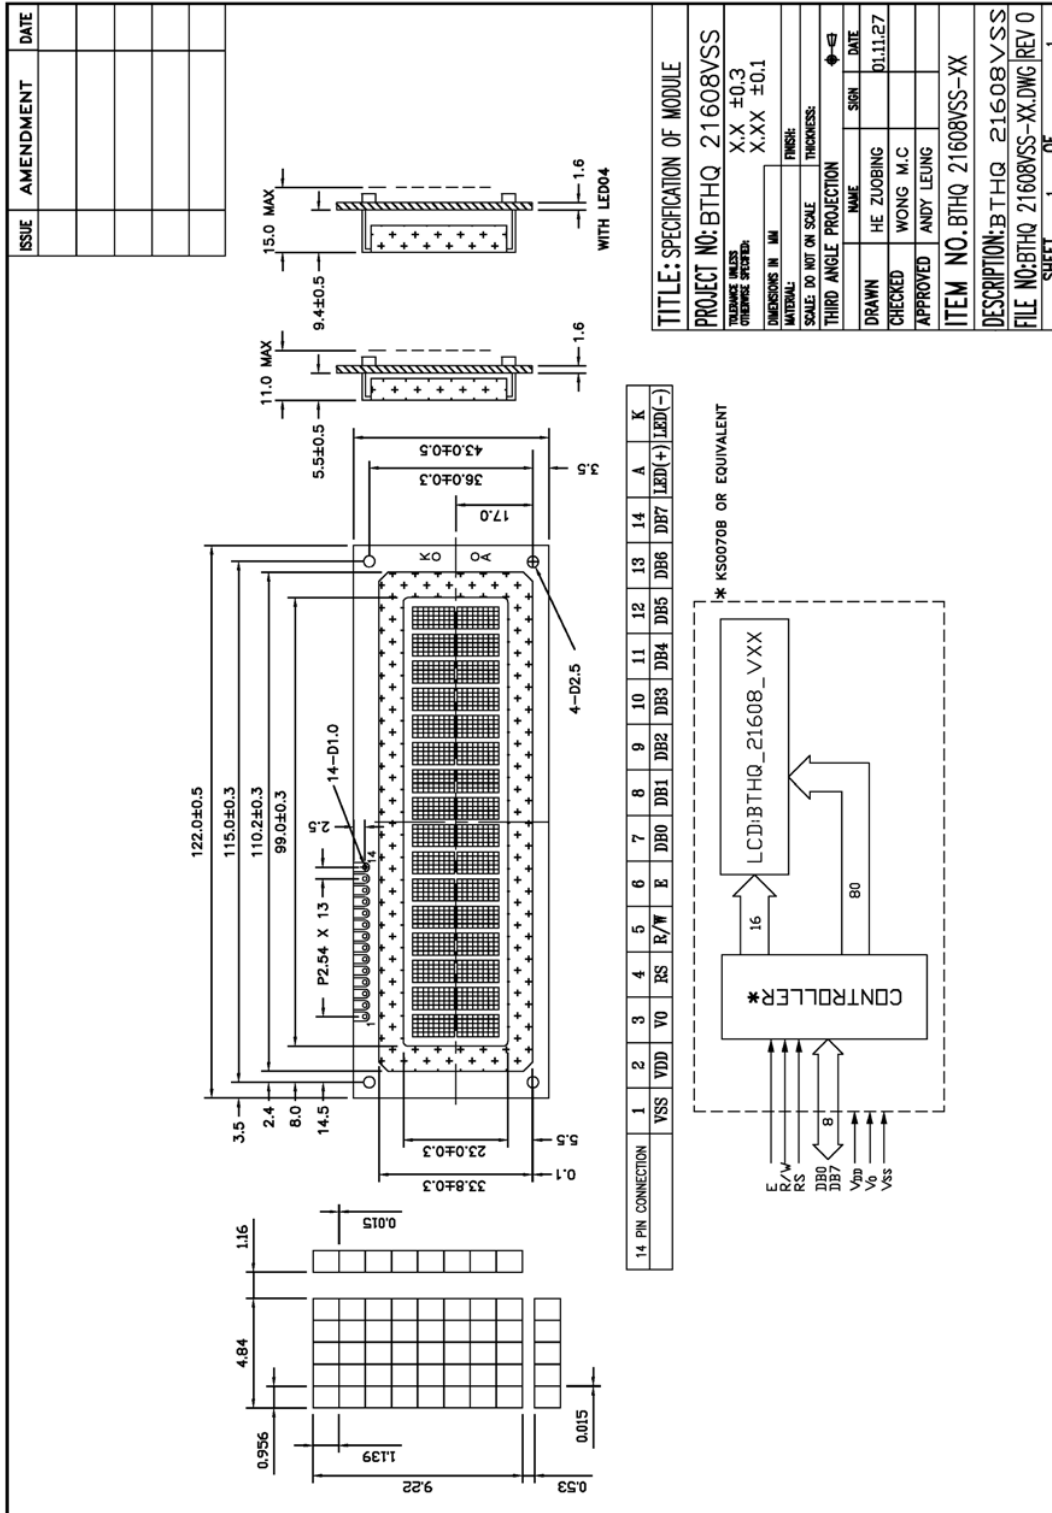 ISSUE AMENDMENT DATE
15.0 MAX
9.4±0.5
1.6
WITH LED04
11.0 MAX
5.5±0.5
1.6
122.0±0.5
115.0±0.3
110.2±0.3
99.0±0.3
P2.54 X 13
2.5
14-D1.0
1
14
3.5
2.4
8.0
14.5
K
A
4-D2.5
43.0±0.5
36.0±0.3
17.0
3.5
23.0±0.3
33.8±0.3
5.5
0.1
1.16
4.84
0.956
0.015
1.139
9.22
0.015
0.53
14 PIN CONNECTION 1 2 3 4 5 6 7 8 9 10 11 12 13 14 A K
VSS VDD V0 RS R/W E DB0 DB1 DB2 DB3 DB4 DB5 DB6 DB7 LED(+) LED(-)
* KS0070B OR EQUIVALENT
E
R/W
RS
DB0
DB7
8
VDD
V0
VSS
CONTROLLER*
16
80
LCD:BTHQ_21608_VXX
TITLE: SPECIFICATION OF MODULE
PROJECT NO: BTHQ 21608VSS
TOLERANCE UNLESS
OTHERWISE SPECIFIED:
X.X ±0.3
X.XX ±0.1
DIMENSIONS IN MM
MATERIAL: FINISH:
SCALE: DO NOT ON SCALE THICKNESS:
THIRD ANGLE PROJECTION
NAME SIGN DATE
DRAWN HE ZUOBING 01.11.27
CHECKED WONG M.C
APPROVED ANDY LEUNG
ITEM NO. BTHQ 21608VSS-XX
DESCRIPTION: BTHQ 21608VSS
FILE NO:BTHQ 21608VSS-XX.DWG REV 0
SHEET 1 OF 1